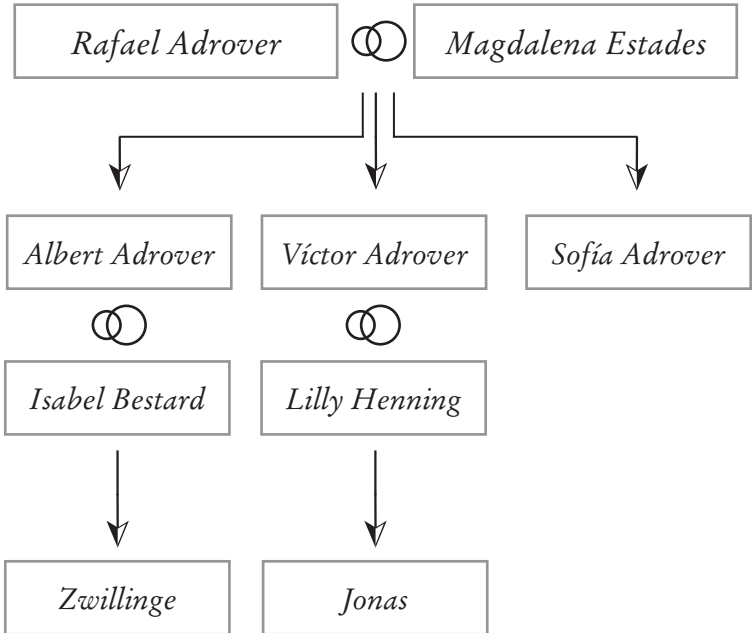 Rafael Adrover
Magdalena Estades
Albert Adrover
Víctor Adrover
Sofía Adrover
Isabel Bestard
Lilly Henning
Zwillinge
Jonas